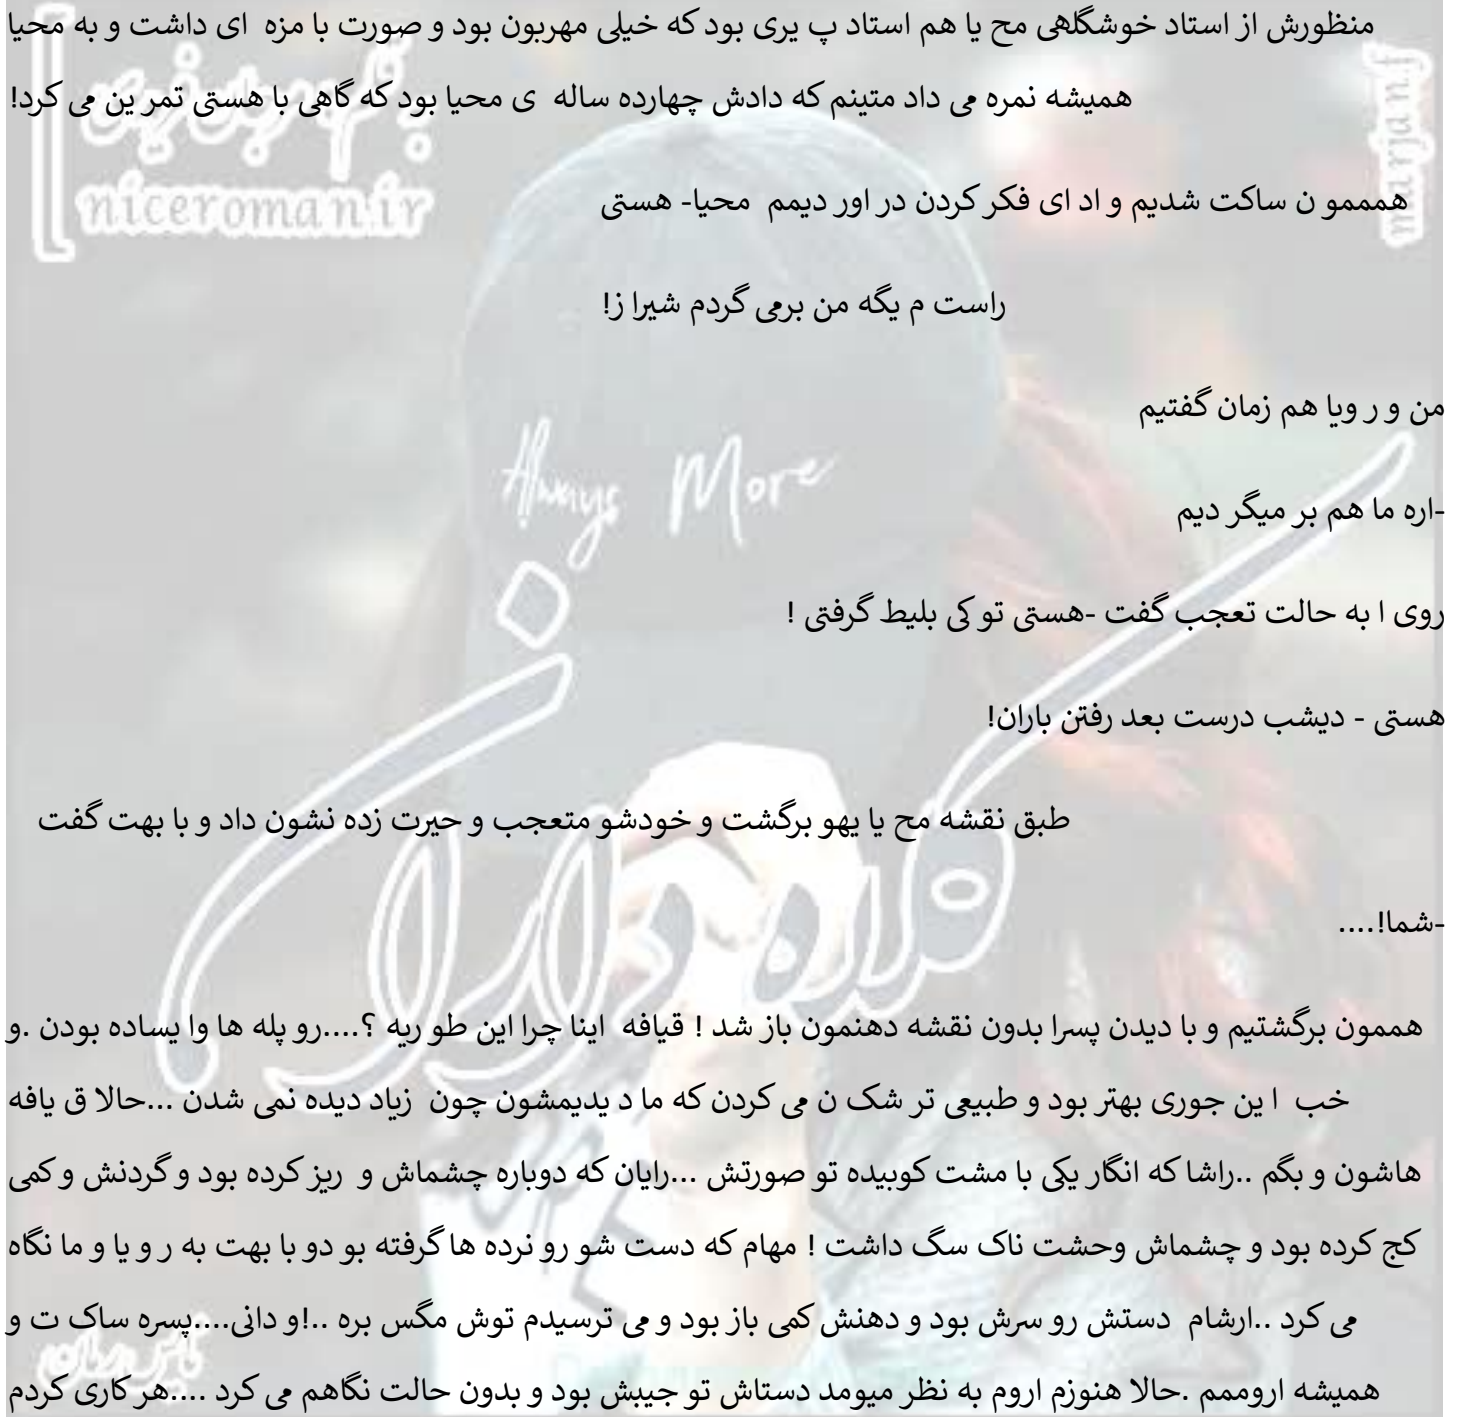 منظورش از استاد خوشگلاهی مح یا هم استاد پ یری بود که خیلی مهربون بود و صورت با مزه ای داشت و به محیا
همیشه نمره می داد متینم که دادش چهارده ساله ی محیا بود که گاهی با هستی تمر ین می کرد!
همممو ن ساکت شدیم و اد ای فکر کردن در اور دیمم محیا- هستی
راست م یگه من برمی گردم شیرا ز!
من و ر ویا هم زمان گفتیم
-اره ما هم بر میگر دیم
روی ا به حالت تعجب گفت -هستی تو کی بلیط گرفتی !
هستی - دیشب درست بعد رفتن باران!
طبق نقشه مح یا یهو برگشت و خودشو متعجب و حیرت زده نشون داد و با بهت گفت
-شما!....
هممون برگشتیم و با دیدن پسرا بدون نقشه دهنمون باز شد ! قیافه اینا چرا این طو ریه ؟....رو پله ها وا یساده بودن .و
خب ا ین جوری بهتر بود و طبیعی تر شک ن می کردن که ما د یدیمشون چون زیاد دیده نمی شدن ...حالا ق یافه
هاشون و بگم ..راشا که انگار یکی با مشت کوبیده تو صورتش ...رایان که دوباره چشماش و ریز کرده بود و گردنش و کمی
کج کرده بود و چشماش وحشت ناک سگ داشت ! مهام که دست شو رو نرده ها گرفته بو دو با بهت به ر و یا و ما نگاه
می کرد ..ارشام دستش رو سرش بود و دهنش کمی باز بود و می ترسیدم توش مگس بره ..!و دانی....پسره ساک ت و
همیشه ارومم .حالا هنوزم اروم به نظر میومد دستاش تو جیبش بود و بدون حالت نگاهم می کرد ....هر کاری کردم
niceroman.ir
marjan.f
Always More